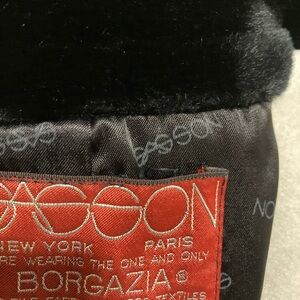 SASSON
SASSON
NEW YORK PARIS
RE WEARING THE ONE AND ONLY
BORGAZIA®